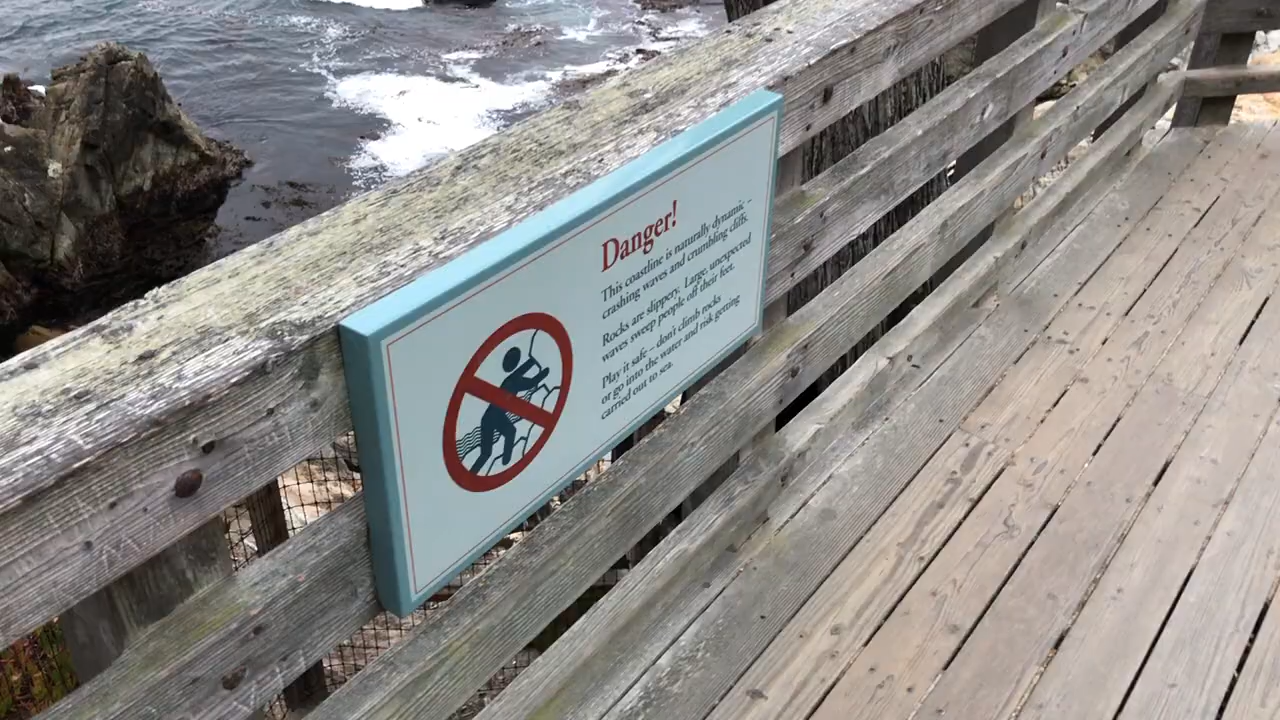 Danger!
This coastline is naturally dynamic –
crashing waves and crumbling cliffs.
Rocks are slippery. Large, unexpected
waves sweep people off their feet.
Play it safe – don't climb rocks
or go into the water and risk getting
carried out to sea.